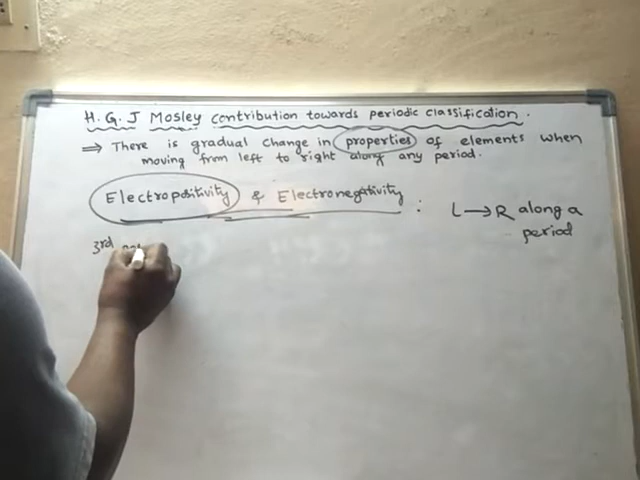 H. G. J Mosley contribution towards periodic classification.
⇒ There is gradual change in properties of elements when
moving from left to right along any period.
Electropositivity & Electronegativity :
L → R along a
period
3rd